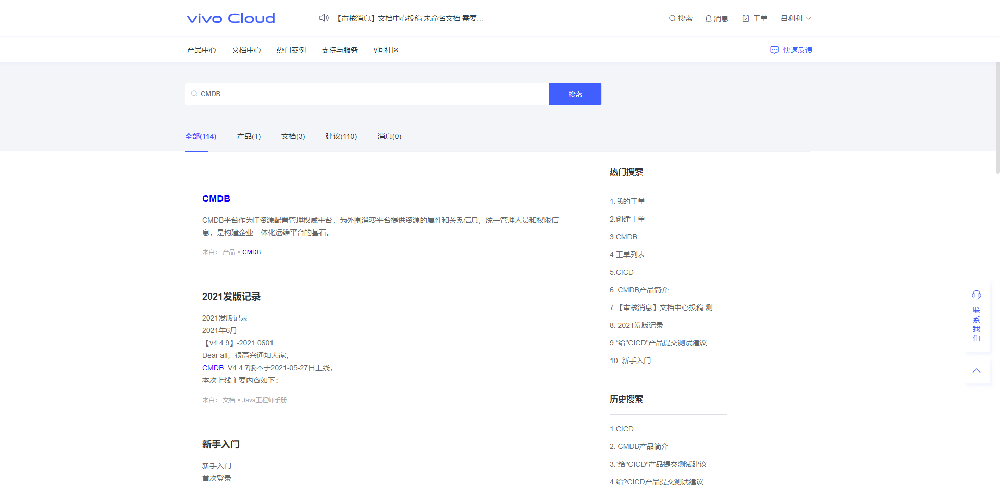 vivo Cloud
【审核消息】文档中心投稿 未命名文档 需要...
搜索
消息
工单
吕利利
产品中心
文档中心
热门案例
支持与服务
v问社区
快速反馈
CMDB
搜索
全部(114)
产品(1)
文档(3)
建议(110)
消息(0)
CMDB
CMDB平台作为IT资源配置管理权威平台，为外围消费平台提供资源的属性和关系信息，统一管理人员和权限信
息，是构建企业一体化运维平台的基石。
来自： 产品 > CMDB
2021发版记录
2021发版记录
2021年6月
【v4.4.9】-2021 0601
Dear all，很高兴通知大家，
CMDB V4.4.7版本于2021-05-27日上线，
本次上线主要内容如下：
来自： 文档 > Java工程师手册
新手入门
新手入门
首次登录
热门搜索
1.我的工单
2.创建工单
3.CMDB
4.工单列表
5.CICD
6. CMDB产品简介
7.【审核消息】文档中心投稿 测...
8. 2021发版记录
9.“给"CICD"产品提交测试建议
10. 新手入门
历史搜索
1.CICD
2. CMDB产品简介
3.“给"CICD"产品提交测试建议
4.给?CICD产品提交测试建议
联
系
我
们